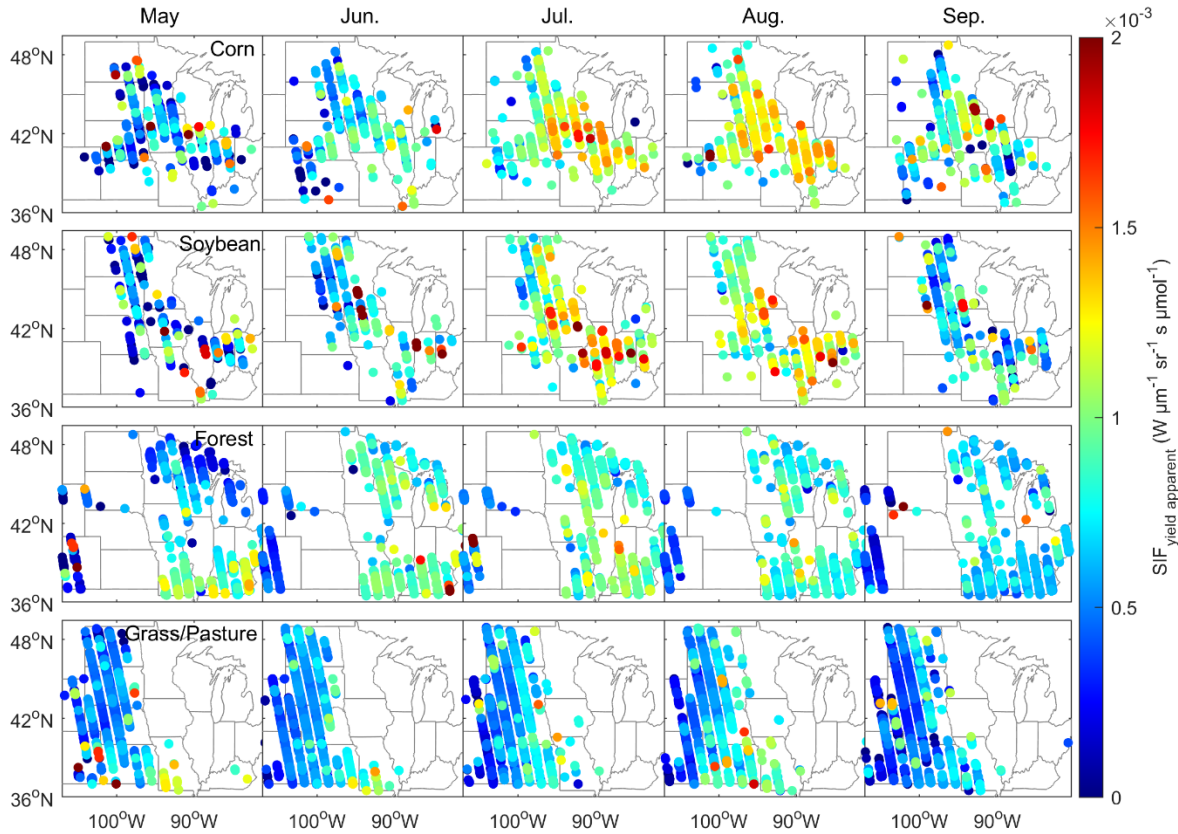 May Jun. Jul. Aug. Sep.
×10⁻³
Corn
48°N
42°N
36°N
Soybean
48°N
42°N
36°N
Forest
48°N
42°N
36°N
Grass/Pasture
48°N
42°N
36°N
100°W 90°W 100°W 90°W 100°W 90°W 100°W 90°W 100°W 90°W
2
1.5
1
0.5
0
SIF yield apparent (W μm⁻¹ sr⁻¹ s μmol⁻¹)